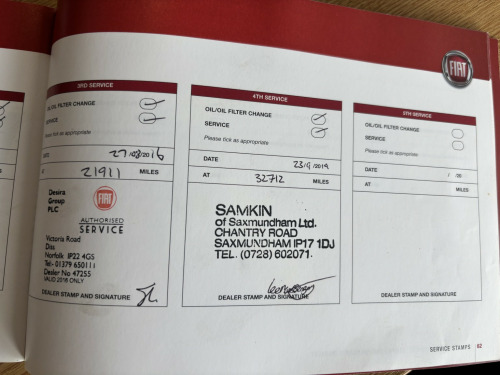 FIAT
3RD SERVICE
OIL/OIL FILTER CHANGE
SERVICE
Please tick as appropriate
DATE
27/03/2016
21911 MILES
Desira
Group
PLC
FIAT
AUTHORISED
SERVICE
Victoria Road
Diss
Norfolk IP22 4GS
Tel:- 01379 650111
Dealer No 47255
VALID 2016 ONLY
DEALER STAMP AND SIGNATURE
4TH SERVICE
OIL/OIL FILTER CHANGE
SERVICE
Please tick as appropriate
DATE 23/9/2019
AT 32712 MILES
SAMKIN
of Saxmundham Ltd.
CHANTRY ROAD
SAXMUNDHAM IP17 1DJ
TEL. (0728) 602071.
DEALER STAMP AND SIGNATURE
5TH SERVICE
OIL/OIL FILTER CHANGE
SERVICE
Please tick as appropriate
DATE / /20
AT MILES
DEALER STAMP AND SIGNATURE
SERVICE STAMPS 82